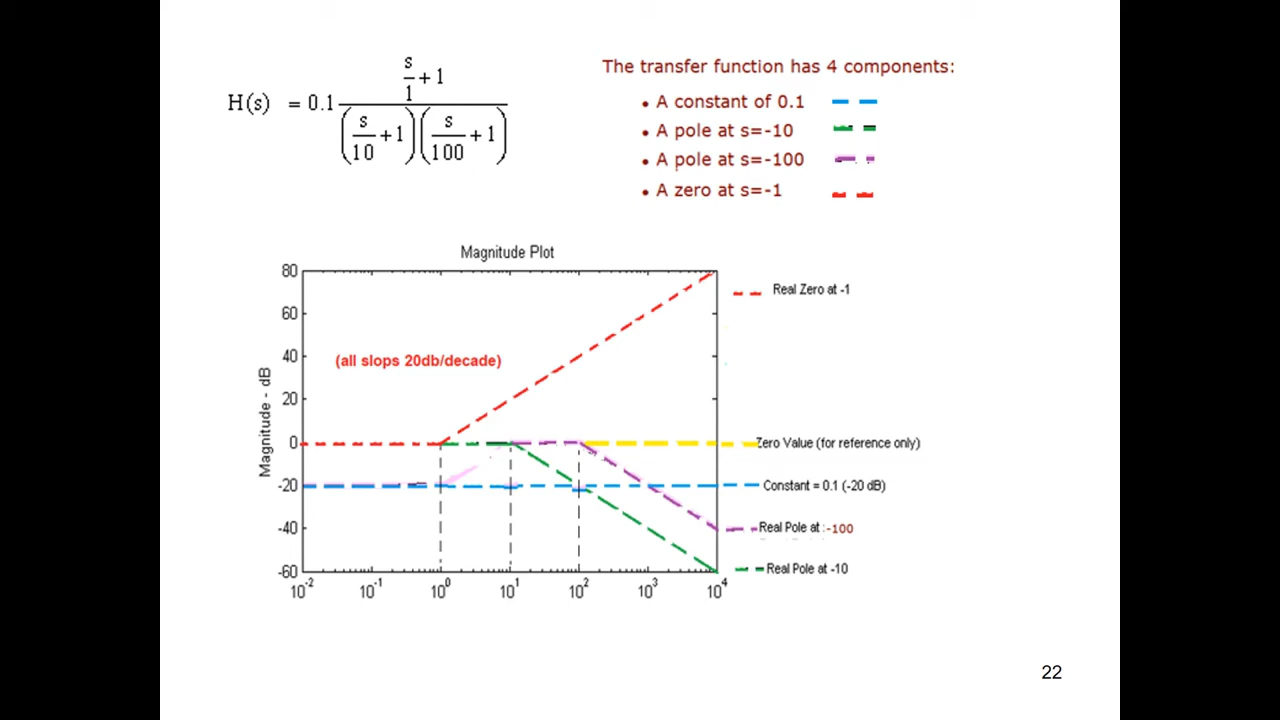 H(s) = 0.1 (s/1 + 1) / ((s/10 + 1)(s/100 + 1))
The transfer function has 4 components:
• A constant of 0.1
• A pole at s=-10
• A pole at s=-100
• A zero at s=-1
Magnitude Plot
80
60
40
20
0
-20
-40
-60
Magnitude - dB
(all slops 20db/decade)
Real Zero at -1
Zero Value (for reference only)
Constant = 0.1 (-20 dB)
Real Pole at :-100
Real Pole at -10
10^-2 10^-1 10^0 10^1 10^2 10^3 10^4
22